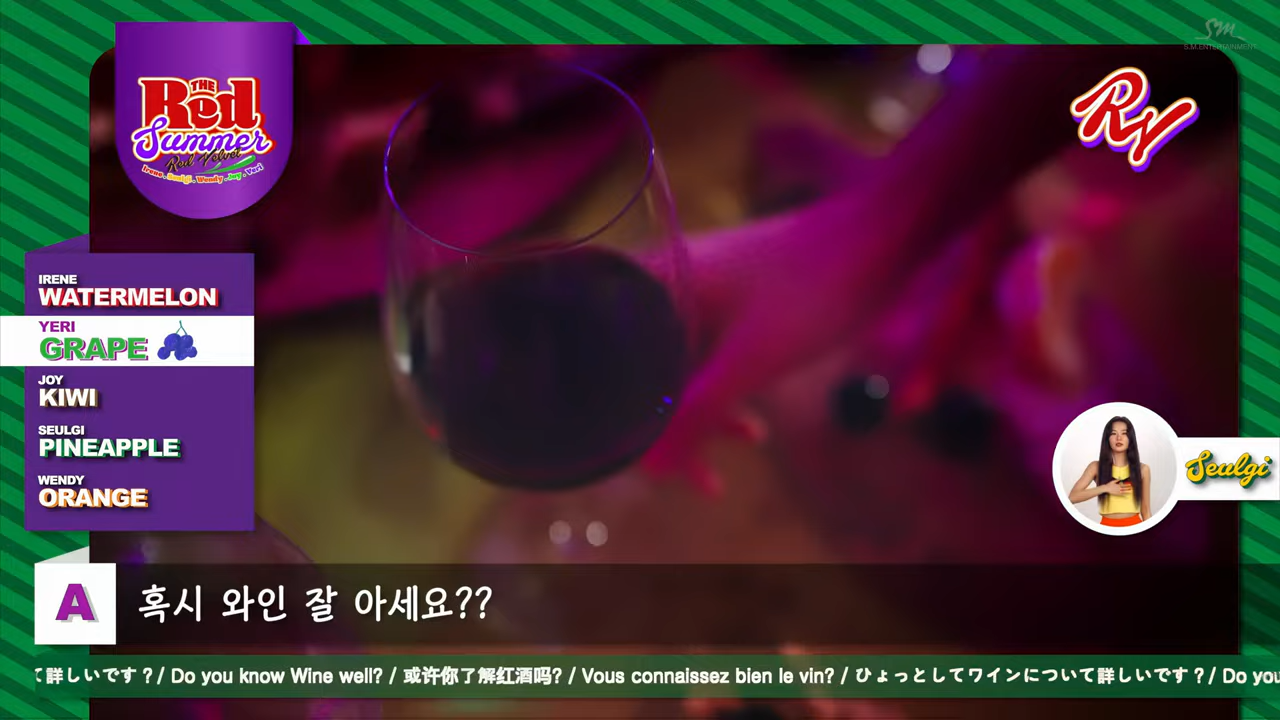 SM
S.M.ENTERTAINMENT
THE
Red
Summer
Red Velvet
Irene . Seulgi . Wendy . Joy . Yeri
RV
IRENE
WATERMELON
YERI
GRAPE
JOY
KIWI
SEULGI
PINEAPPLE
WENDY
ORANGE
Seulgi
A
혹시 와인 잘 아세요??
て詳しいです？/ Do you know Wine well? / 或许你了解红酒吗? / Vous connaissez bien le vin? / ひょっとしてワインについて詳しいです？/ Do you